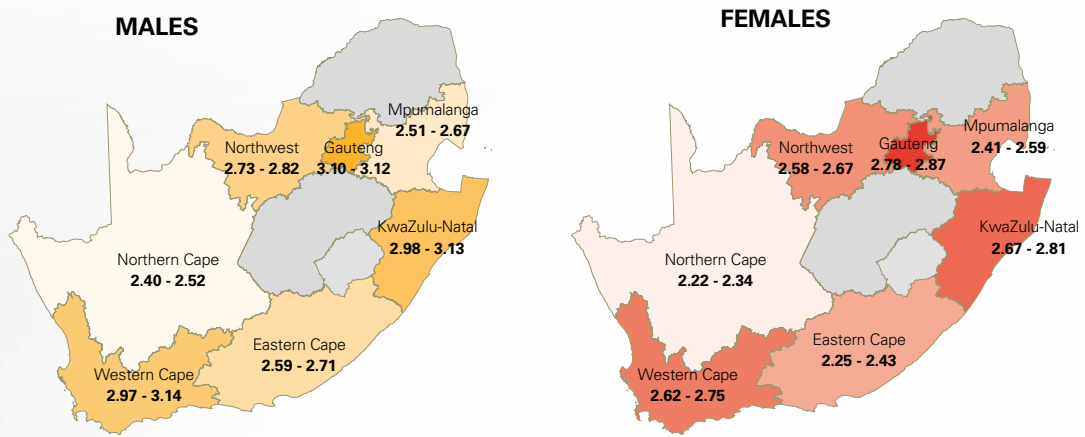 MALES
Mpumalanga
2.51 - 2.67
Northwest
2.73 - 2.82
Gauteng
3.10 - 3.12
KwaZulu-Natal
2.98 - 3.13
Northern Cape
2.40 - 2.52
Eastern Cape
2.59 - 2.71
Western Cape
2.97 - 3.14
FEMALES
Mpumalanga
2.41 - 2.59
Northwest
2.58 - 2.67
Gauteng
2.78 - 2.87
KwaZulu-Natal
2.67 - 2.81
Northern Cape
2.22 - 2.34
Eastern Cape
2.25 - 2.43
Western Cape
2.62 - 2.75